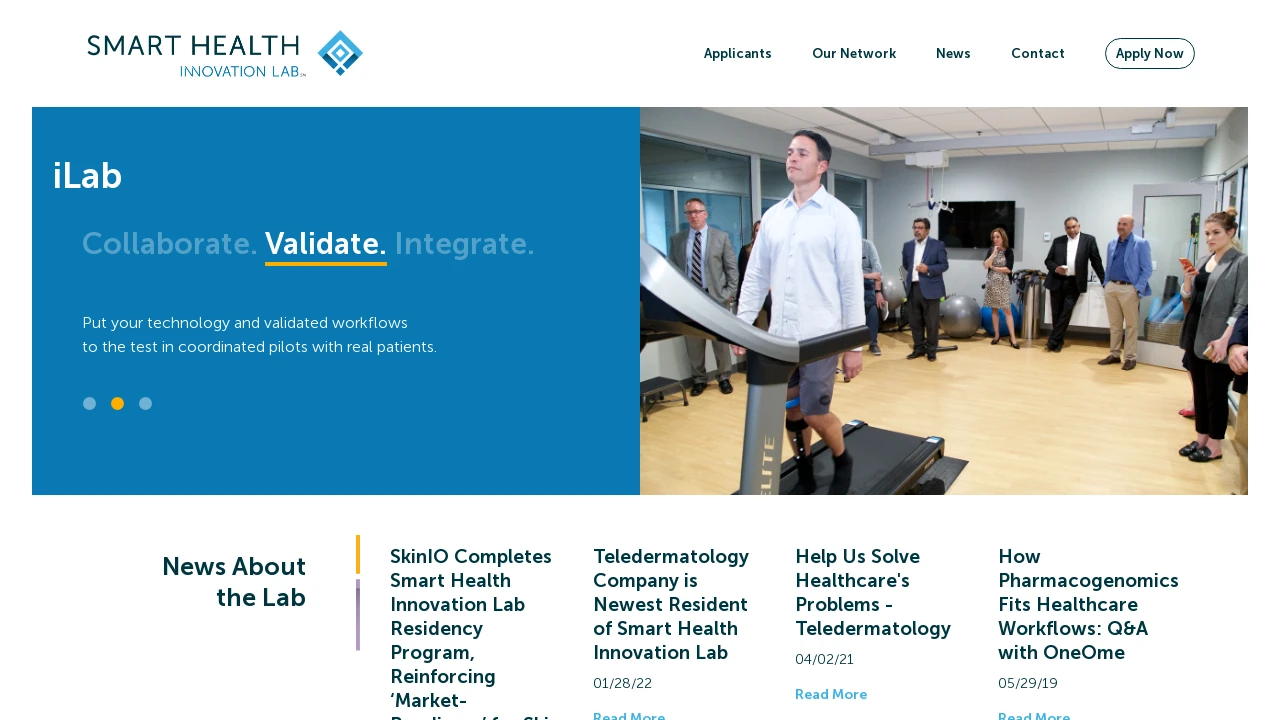 SMART HEALTH
INNOVATION LAB
Applicants
Our Network
News
Contact
Apply Now
iLab
Collaborate. Validate. Integrate.
Put your technology and validated workflows
to the test in coordinated pilots with real patients.
ELITE
News About
the Lab
SkinIO Completes
Smart Health
Innovation Lab
Residency
Program,
Reinforcing
‘Market-
Teledermatology
Company is
Newest Resident
of Smart Health
Innovation Lab
01/28/22
Read More
Help Us Solve
Healthcare's
Problems -
Teledermatology
04/02/21
Read More
How
Pharmacogenomics
Fits Healthcare
Workflows: Q&A
with OneOme
05/29/19
Read More